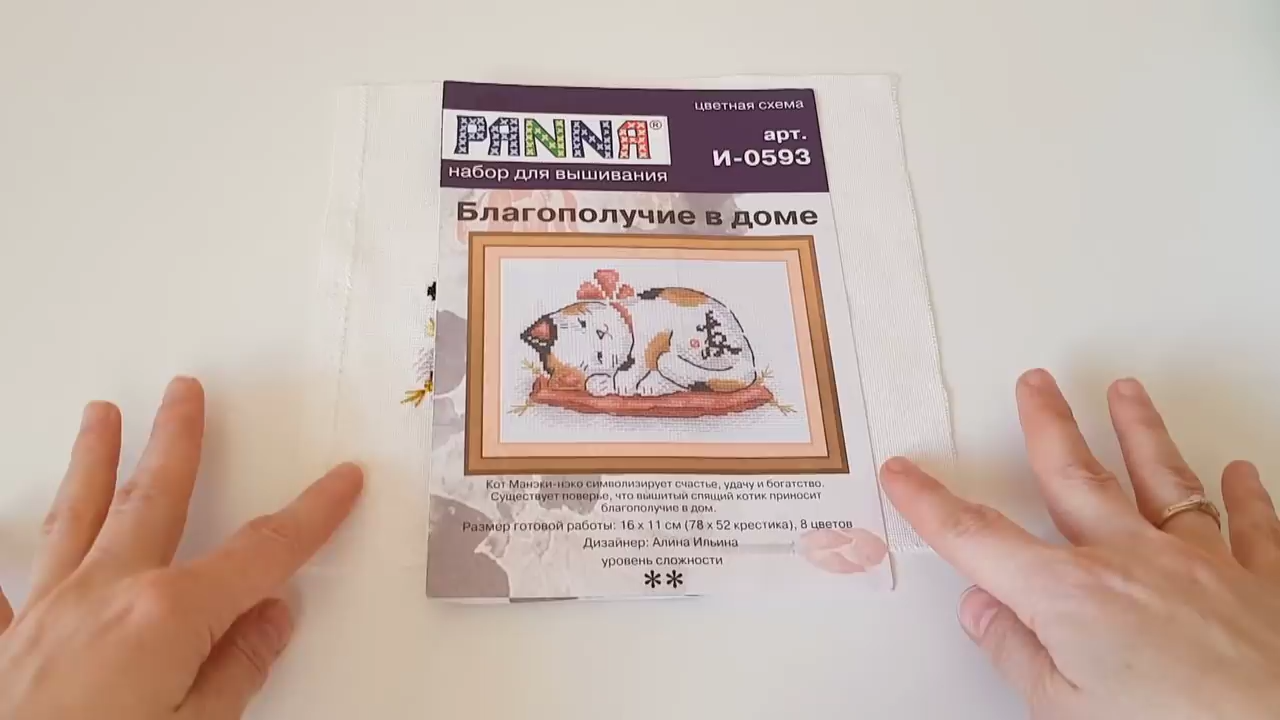 цветная схема
PANNA®
арт.
И-0593
набор для вышивания
Благополучие в доме
Кот Манэки-нэко символизирует счастье, удачу и богатство.
Существует поверье, что вышитый спящий котик приносит
благополучие в дом.
Размер готовой работы: 16 х 11 см (78 х 52 крестика), 8 цветов
Дизайнер: Алина Ильина
уровень сложности
**